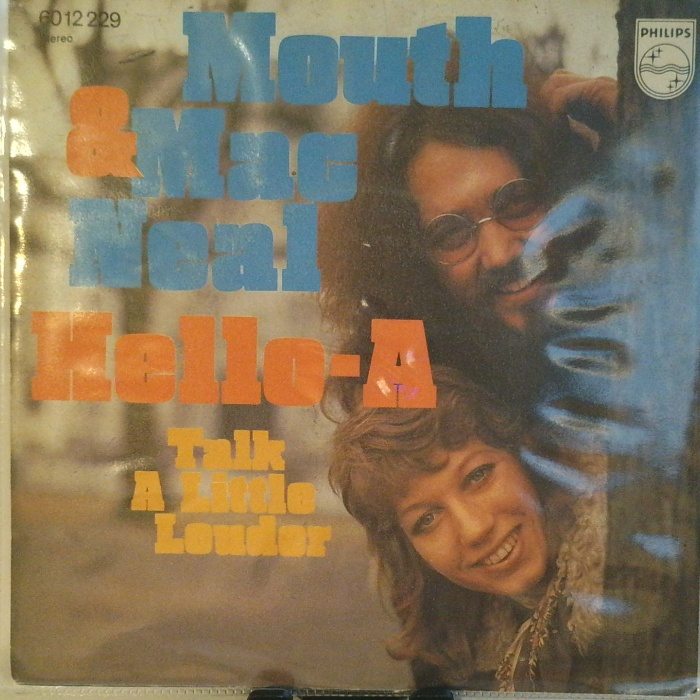 6012 229
stereo
PHILIPS
Mouth
& Mac
Neal
Hello-A
Talk
A Little
Louder